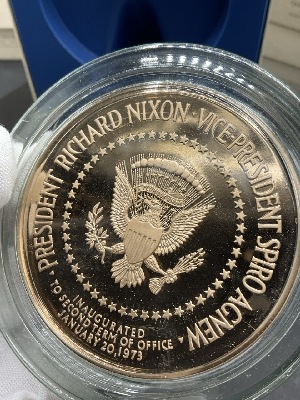 PRESIDENT RICHARD NIXON · VICE-PRESIDENT SPIRO AGNEW ·
INAUGURATED
TO SECOND TERM OF OFFICE
JANUARY 20, 1973